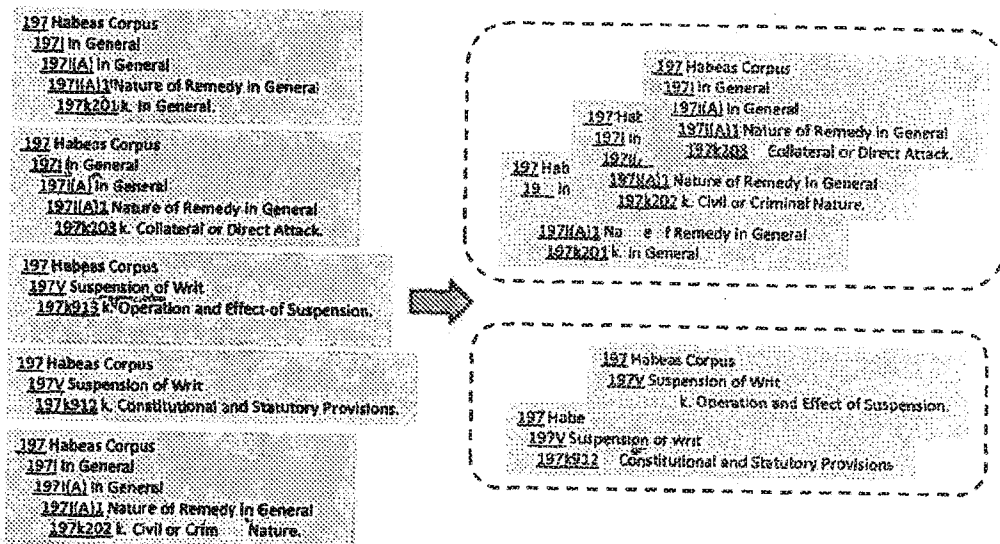 197 Habeas Corpus
197I In General
197I(A) In General
197I(A)1 Nature of Remedy in General
197k201 k. In General.
197 Habeas Corpus
197I In General
197I(A) In General
197I(A)1 Nature of Remedy in General
197k203 k. Collateral or Direct Attack.
197 Habeas Corpus
197V Suspension of Writ
197k913 k. Operation and Effect of Suspension.
197 Habeas Corpus
197V Suspension of Writ
197k912 k. Constitutional and Statutory Provisions.
197 Habeas Corpus
197I In General
197I(A) In General
197I(A)1 Nature of Remedy in General
197k202 k. Civil or Crim Nature.
197 Habeas Corpus
197I In General
197I(A) In General
197I(A)1 Nature of Remedy in General
197k203 Collateral or Direct Attack.
197 Hab
197I In
197I(
197I(A)1 Nature of Remedy in General
197k202 k. Civil or Criminal Nature.
197 Hab
19 In
197I(A)1 Na e f Remedy in General
197k201 k. In General
197 Habeas Corpus
197V Suspension of Writ
k. Operation and Effect of Suspension.
197 Habe
197V Suspension of Writ
197k912 Constitutional and Statutory Provisions